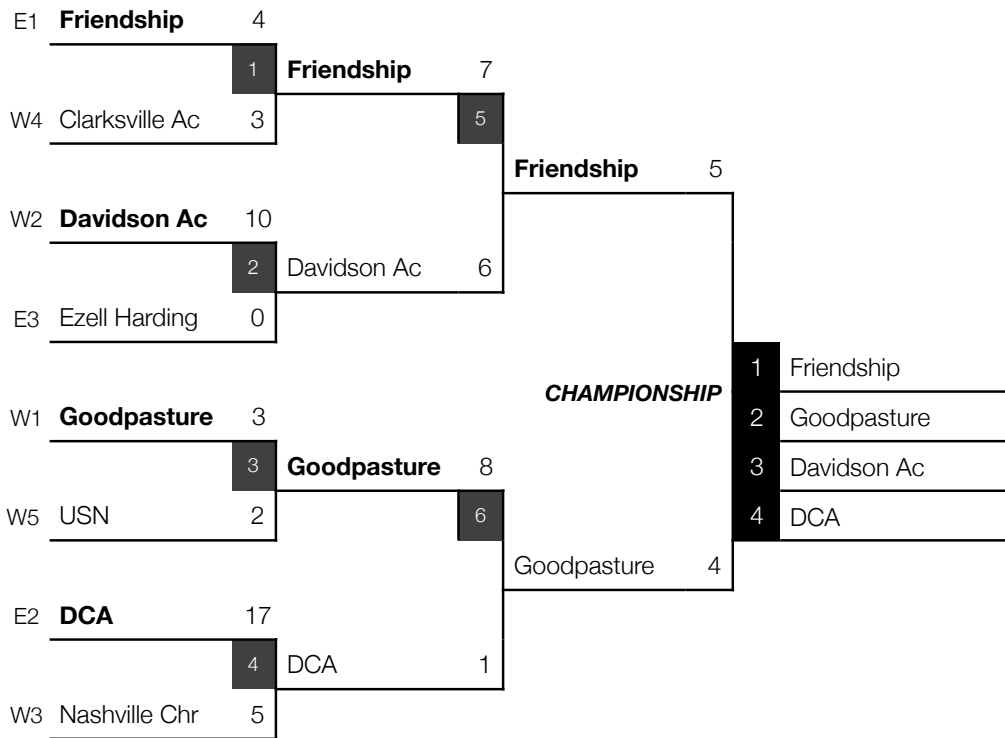 E1 Friendship 4
1 Friendship 7
W4 Clarksville Ac 3
5
Friendship 5
W2 Davidson Ac 10
2 Davidson Ac 6
E3 Ezell Harding 0
1 Friendship
CHAMPIONSHIP
2 Goodpasture
W1 Goodpasture 3
3 Goodpasture 8
3 Davidson Ac
W5 USN 2
6
4 DCA
Goodpasture 4
E2 DCA 17
4 DCA 1
W3 Nashville Chr 5